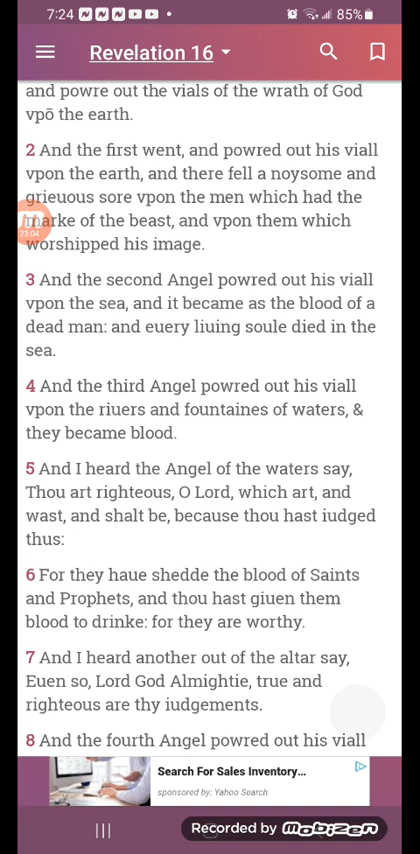 7:24
85%
Revelation 16
and powre out the vials of the wrath of God
vpō the earth.
2 And the first went, and powred out his viall
vpon the earth, and there fell a noysome and
grieuous sore vpon the men which had the
marke of the beast, and vpon them which
worshipped his image.
23:04
3 And the second Angel powred out his viall
vpon the sea, and it became as the blood of a
dead man: and euery liuing soule died in the
sea.
4 And the third Angel powred out his viall
vpon the riuers and fountaines of waters, &
they became blood.
5 And I heard the Angel of the waters say,
Thou art righteous, O Lord, which art, and
wast, and shalt be, because thou hast iudged
thus:
6 For they haue shedde the blood of Saints
and Prophets, and thou hast giuen them
blood to drinke: for they are worthy.
7 And I heard another out of the altar say,
Euen so, Lord God Almightie, true and
righteous are thy iudgements.
8 And the fourth Angel powred out his viall
Search For Sales Inventory...
sponsored by: Yahoo Search
Recorded by mobizen